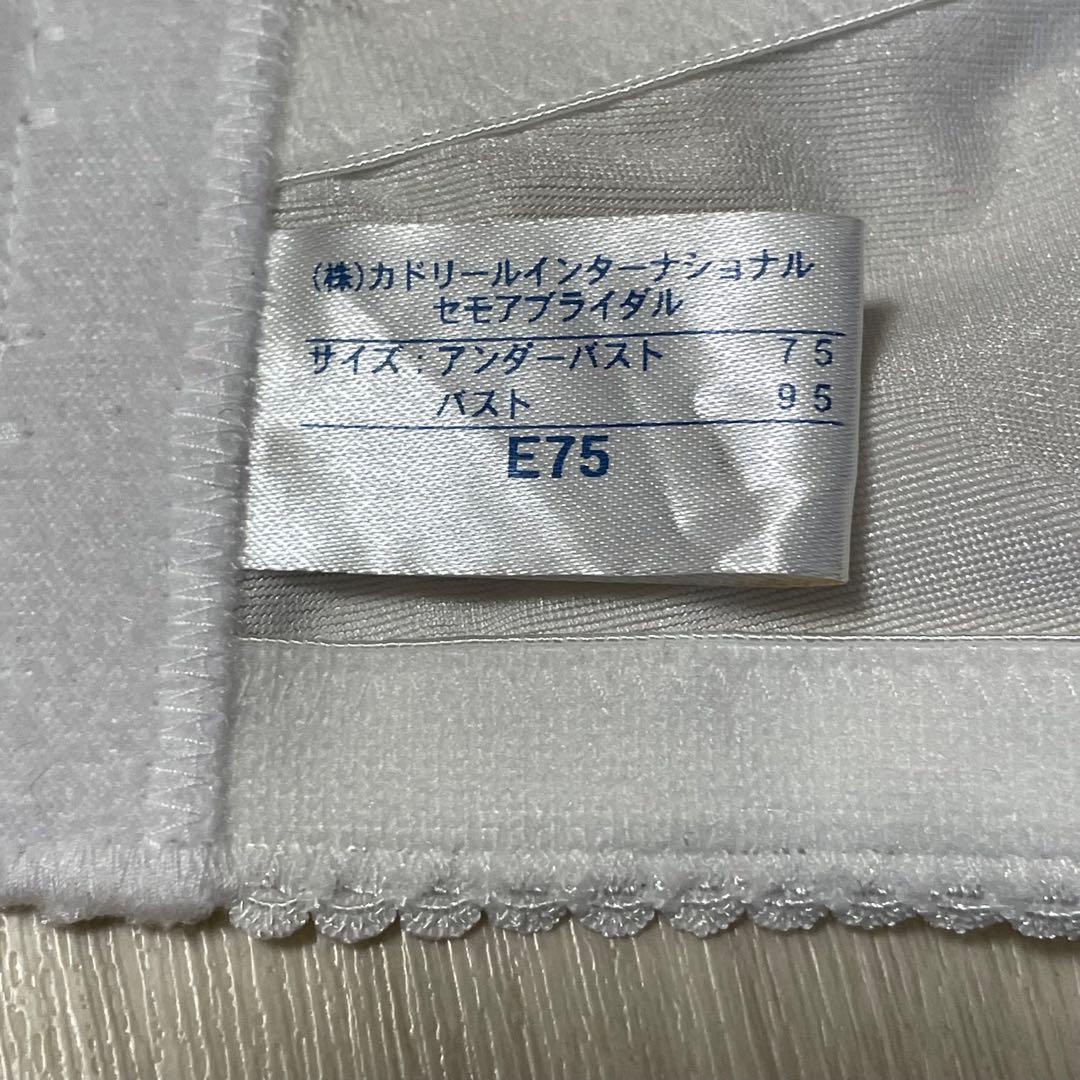 (株)カドリールインターナショナル
セモアブライダル
サイズ:アンダーバスト 75
バスト 95
E75